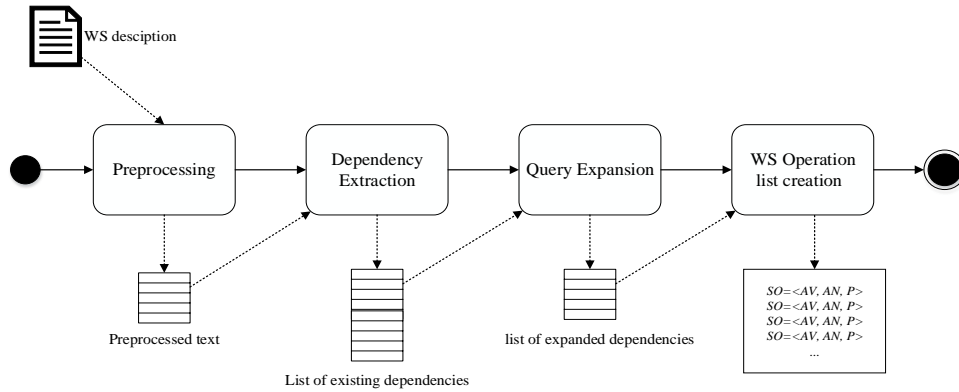 WS desciption
Preprocessing
Dependency
Extraction
Query Expansion
WS Operation
list creation
Preprocessed text
List of existing dependencies
list of expanded dependencies
SO=<AV, AN, P>
SO=<AV, AN, P>
SO=<AV, AN, P>
SO=<AV, AN, P>
...